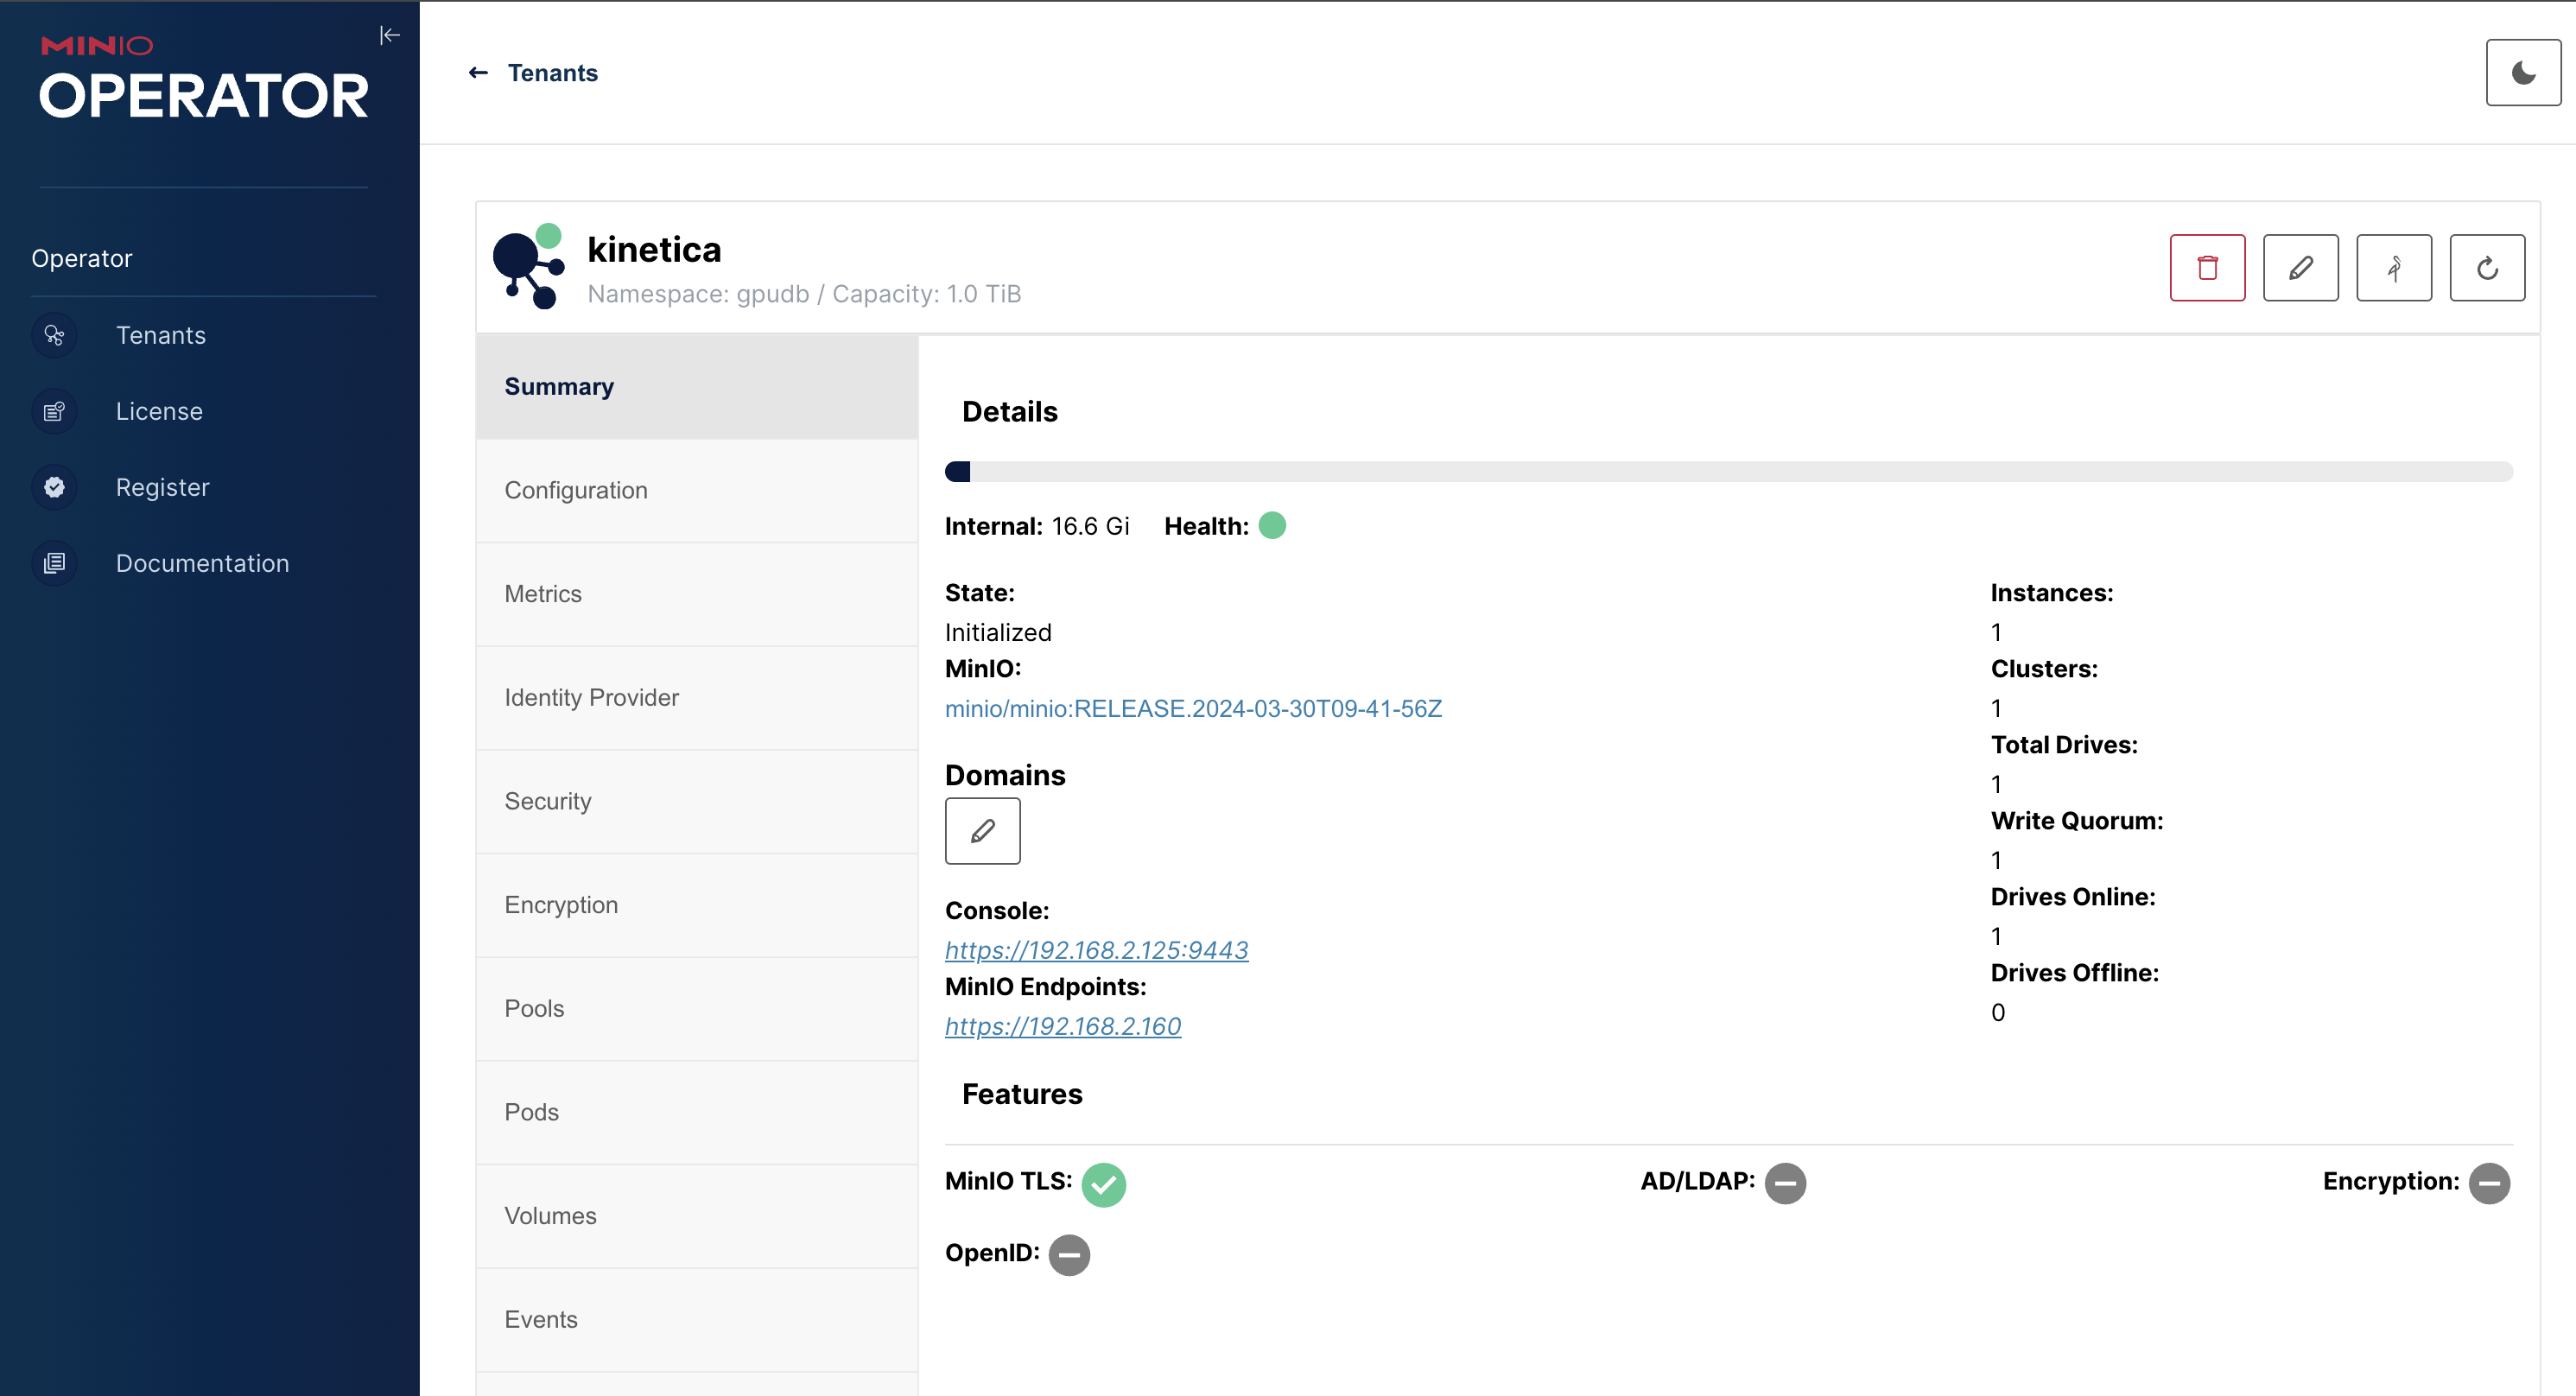 MINIO
OPERATOR
Operator
Tenants
License
Register
Documentation
Tenants
kinetica
Namespace: gpudb / Capacity: 1.0 TiB
Summary
Configuration
Metrics
Identity Provider
Security
Encryption
Pools
Pods
Volumes
Events
Details
Internal: 16.6 Gi Health:
State:
Initialized
MinIO:
minio/minio:RELEASE.2024-03-30T09-41-56Z
Domains
Console:
https://192.168.2.125:9443
MinIO Endpoints:
https://192.168.2.160
Instances:
1
Clusters:
1
Total Drives:
1
Write Quorum:
1
Drives Online:
1
Drives Offline:
0
Features
MinIO TLS: AD/LDAP: Encryption:
OpenID: